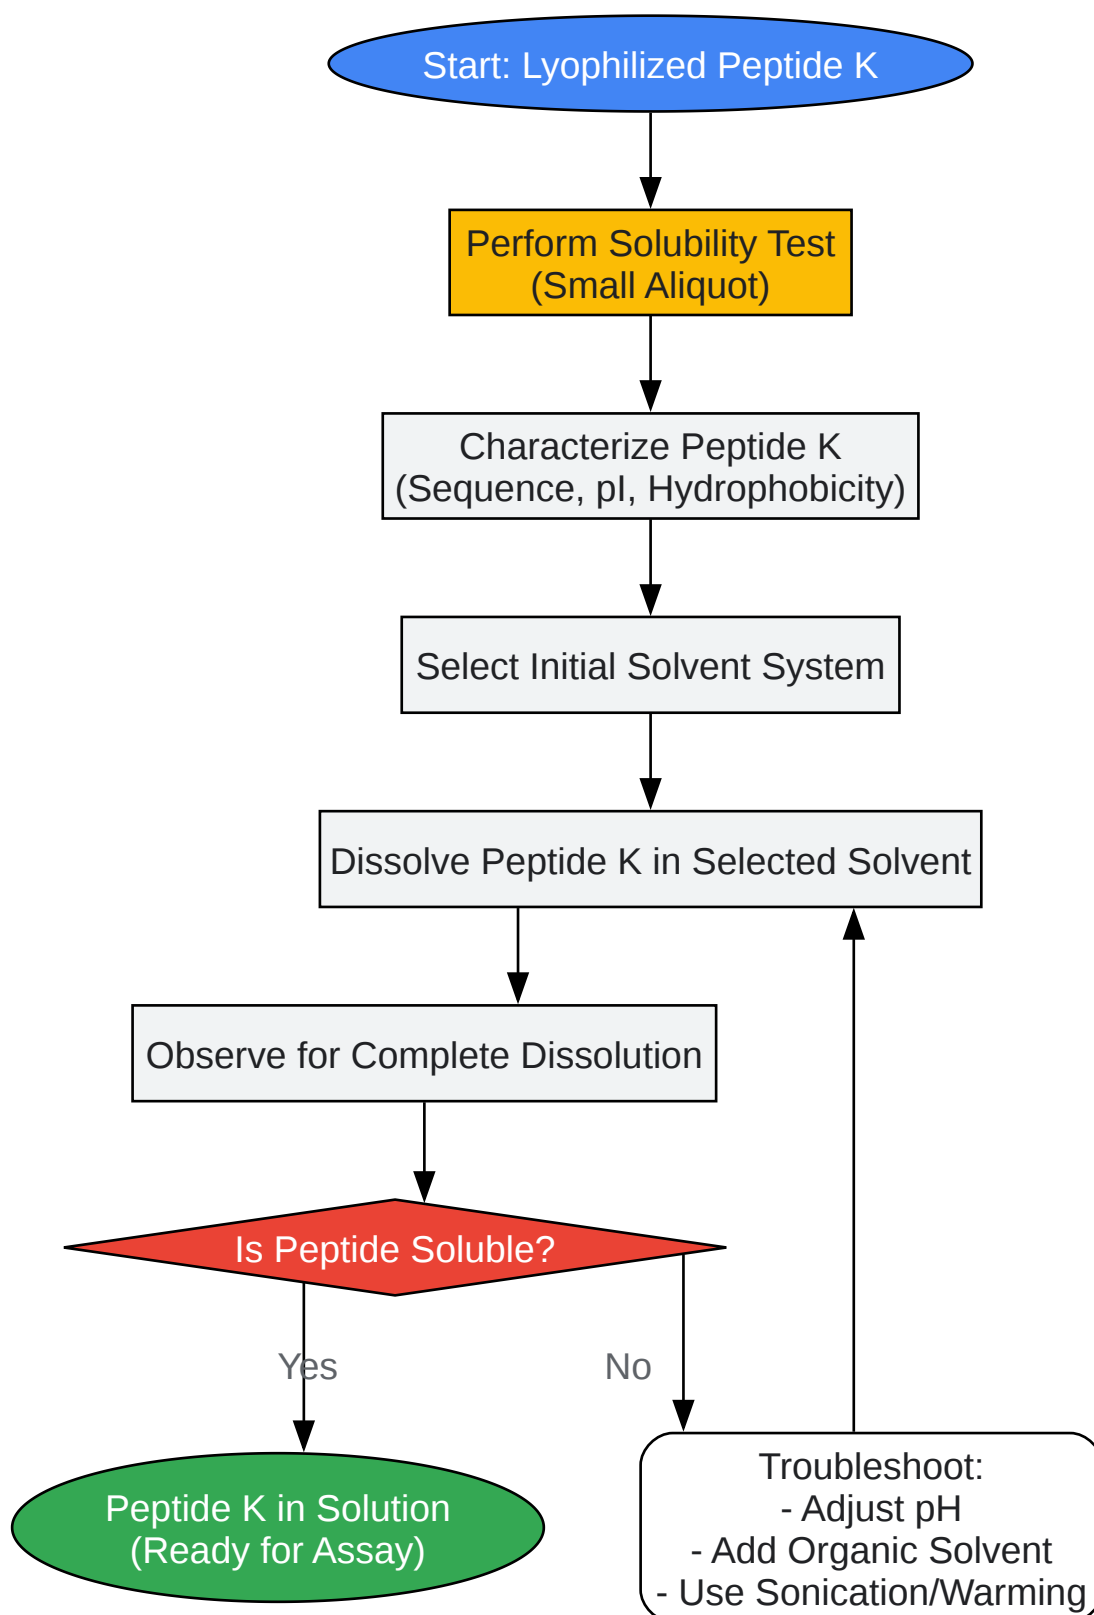 Start: Lyophilized Peptide K
Perform Solubility Test
(Small Aliquot)
Characterize Peptide K
(Sequence, pI, Hydrophobicity)
Select Initial Solvent System
Dissolve Peptide K in Selected Solvent
Observe for Complete Dissolution
Is Peptide Soluble?
Yes
No
Peptide K in Solution
(Ready for Assay)
Troubleshoot:
- Adjust pH
- Add Organic Solvent
- Use Sonication/Warming